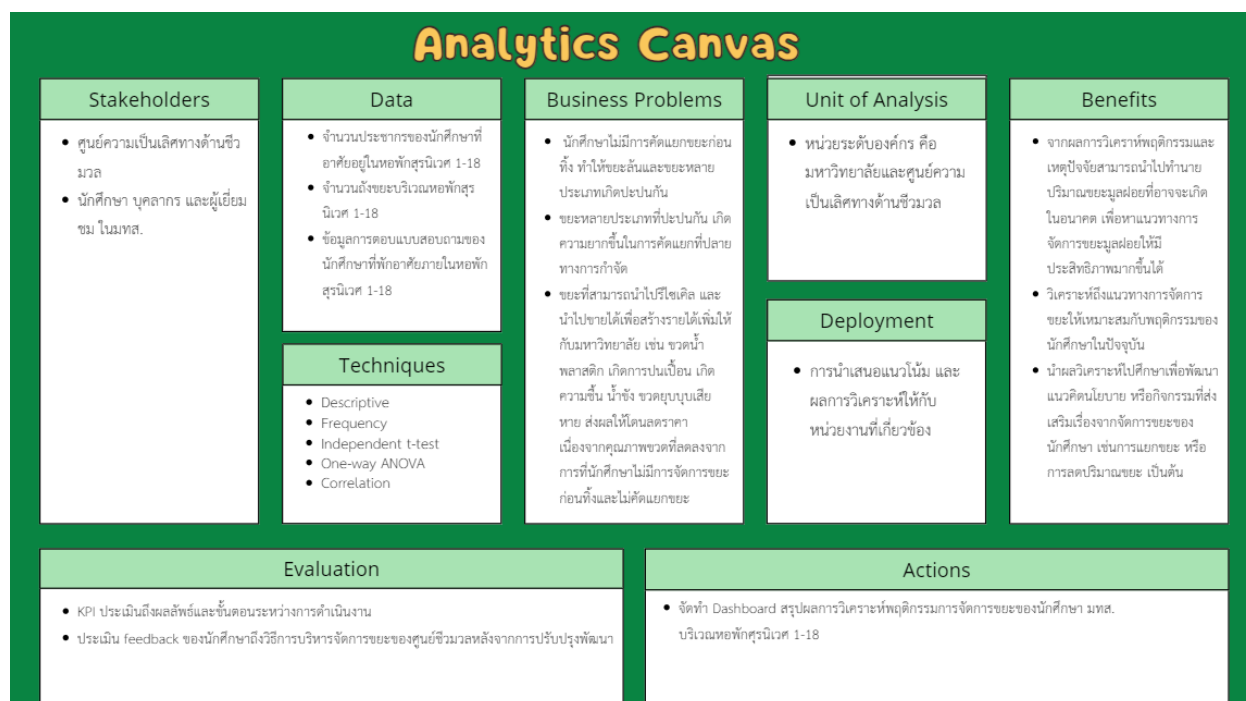 Analytics Canvas
Stakeholders
• ศูนย์ความเป็นเลิศทางด้านชีว
มวล
• นักศึกษา บุคลากร และผู้เยี่ยม
ชม ในมทส.
Data
• จำนวนประชากรของนักศึกษาที่
อาศัยอยู่ในหอพักสุรนิเวศ 1-18
• จำนวนถังขยะบริเวณหอพักสุร
นิเวศ 1-18
• ข้อมูลการตอบแบบสอบถามของ
นักศึกษาที่พักอาศัยภายในหอพัก
สุรนิเวศ 1-18
Techniques
• Descriptive
• Frequency
• Independent t-test
• One-way ANOVA
• Correlation
Business Problems
• นักศึกษาไม่มีการคัดแยกขยะก่อน
ทิ้ง ทำให้ขยะล้นและขยะหลาย
ประเภทเกิดปะปนกัน
• ขยะหลายประเภทที่ปะปนกัน เกิด
ความยากขึ้นในการคัดแยกที่ปลาย
ทางการกำจัด
• ขยะที่สามารถนำไปรีไซเคิล และ
นำไปขายได้เพื่อสร้างรายได้เพิ่มให้
กับมหาวิทยาลัย เช่น ขวดน้ำ
พลาสติก เกิดการปนเปื้อน เกิด
ความชื้น น้ำขัง ขวดยุบบุบเสีย
หาย ส่งผลให้โดนลดราคา
เนื่องจากคุณภาพขวดที่ลดลงจาก
การที่นักศึกษาไม่มีการจัดการขยะ
ก่อนทิ้งและไม่คัดแยกขยะ
Unit of Analysis
• หน่วยระดับองค์กร คือ
มหาวิทยาลัยและศูนย์ความ
เป็นเลิศทางด้านชีวมวล
Deployment
• การนำเสนอแนวโน้ม และ
ผลการวิเคราะห์ให้กับ
หน่วยงานที่เกี่ยวข้อง
Benefits
• จากผลการวิเคราห์พฤติกรรมและ
เหตุปัจจัยสามารถนำไปทำนาย
ปริมาณขยะมูลฝอยที่อาจจะเกิด
ในอนาคต เพื่อหาแนวทางการ
จัดการขยะมูลฝอยให้มี
ประสิทธิภาพมากขึ้นได้
• วิเคราะห์ถึงแนวทางการจัดการ
ขยะให้เหมาะสมกับพฤติกรรมของ
นักศึกษาในปัจจุบัน
• นำผลวิเคราะห์ไปศึกษาเพื่อพัฒนา
แนวคิดนโยบาย หรือกิจกรรมที่ส่ง
เสริมเรื่องจากจัดการขยะของ
นักศึกษา เช่นการแยกขยะ หรือ
การลดปริมาณขยะ เป็นต้น
Evaluation
• KPI ประเมินถึงผลลัพธ์และขั้นตอนระหว่างการดำเนินงาน
• ประเมิน feedback ของนักศึกษาถึงวิธีการบริหารจัดการขยะของศูนย์ชีวมวลหลังจากการปรับปรุงพัฒนา
Actions
• จัดทำ Dashboard สรุปผลการวิเคราะห์พฤติกรรมการจัดการขยะของนักศึกษา มทส.
บริเวณหอพักศุรนิเวศ 1-18